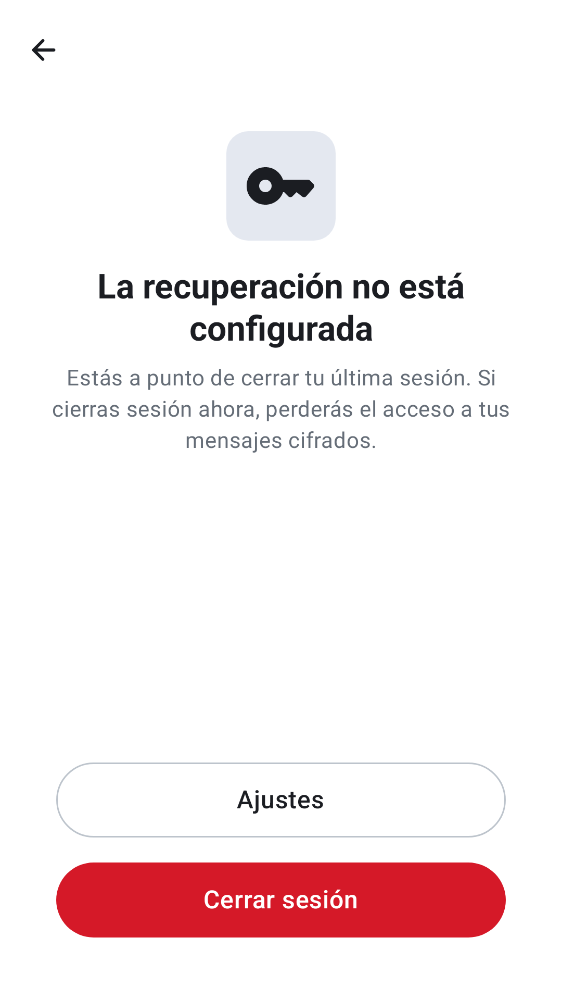 La recuperación no está
configurada
Estás a punto de cerrar tu última sesión. Si
cierras sesión ahora, perderás el acceso a tus
mensajes cifrados.
Ajustes
Cerrar sesión